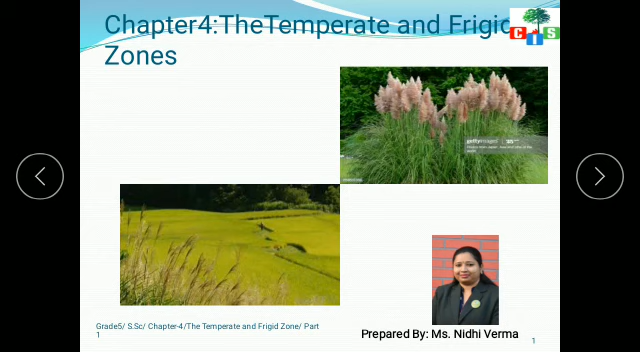 Chapter4:TheTemperate and Frigid
Zones
C I S
gettyimages
Grade5/ S.Sc/ Chapter-4/The Temperate and Frigid Zone/ Part
1
Prepared By: Ms. Nidhi Verma
1